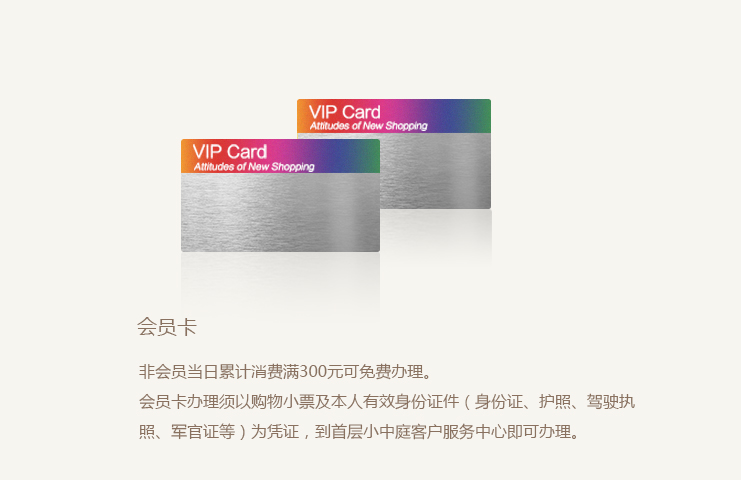 VIP Card
Attitudes of New Shopping
VIP Card
Attitudes of New Shopping
会员卡
非会员当日累计消费满300元可免费办理。
会员卡办理须以购物小票及本人有效身份证件（身份证、护照、驾驶执
照、军官证等）为凭证，到首层小中庭客户服务中心即可办理。